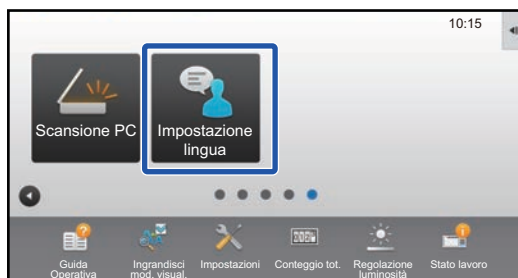 10:15
Scansione PC
Impostazione
lingua
Guida
Operativa
Ingrandisci
mod. visual.
Impostazioni
Conteggio tot.
Regolazione
luminosità
Stato lavoro